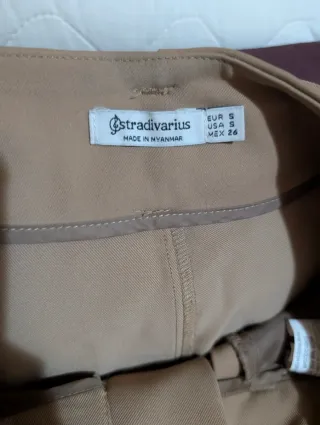 stradivarius
MADE IN MYANMAR
EUR S
USA S
MEX 26